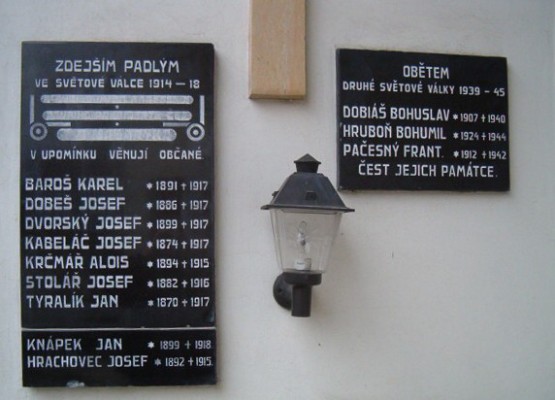 ZDEJŠÍM PADLÝM
VE SVĚTOVÉ VÁLCE 1914 – 18
V UPOMÍNKU VĚNUJÍ OBČANÉ
BAROŠ KAREL * 1891 † 1917
DOBEŠ JOSEF * 1886 † 1917
DVORSKÝ JOSEF * 1899 † 1917
KABELÁČ JOSEF * 1874 † 1917
KRČMÁŘ ALOIS * 1894 † 1915
STOLÁŘ JOSEF * 1882 † 1916
TYRALÍK JAN * 1870 † 1917
KNÁPEK JAN * 1899 † 1918
HRACHOVEC JOSEF * 1892 † 1915.
OBĚTEM
DRUHÉ SVĚTOVÉ VÁLKY 1939 – 45
DOBIÁŠ BOHUSLAV * 1907 † 1940
HRUBOŇ BOHUMIL * 1924 † 1944
PAČESNÝ FRANT. * 1912 † 1942
ČEST JEJICH PAMÁTCE.